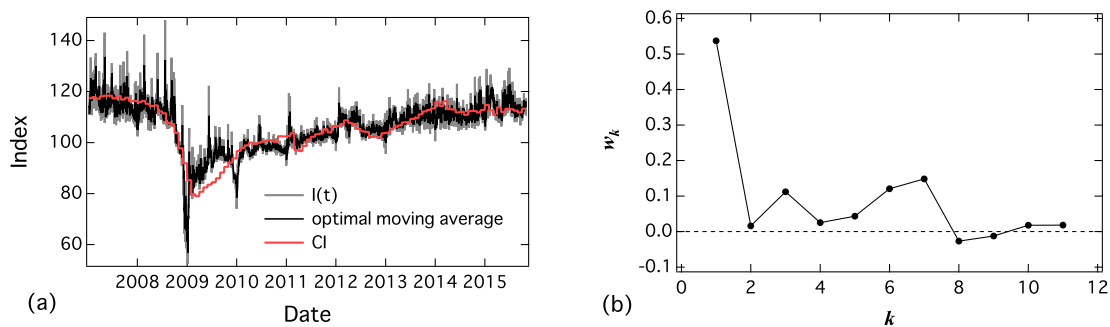 140
120
100
80
60
Index
I(t)
optimal moving average
CI
2008 2009 2010 2011 2012 2013 2014 2015
Date
(a)
0.6
0.5
0.4
0.3
0.2
0.1
0.0
-0.1
wk
0 2 4 6 8 10 12
k
(b)